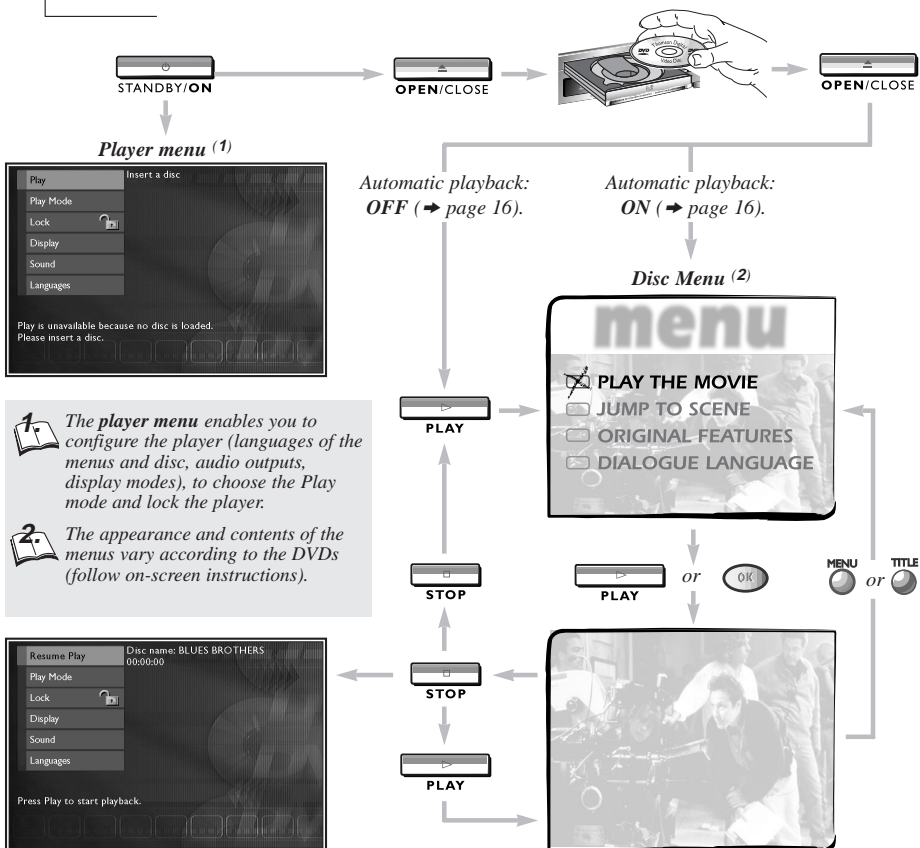 STANDBY/ON
OPEN/CLOSE
Thomson Digital
Video Disc
OPEN/CLOSE
Player menu (1)
Play
Insert a disc
Play Mode
Lock
Display
Sound
Languages
Play is unavailable because no disc is loaded.
Please insert a disc.
Automatic playback:
OFF (➡ page 16).
Automatic playback:
ON (➡ page 16).
Disc Menu (2)
menu
PLAY THE MOVIE
JUMP TO SCENE
ORIGINAL FEATURES
DIALOGUE LANGUAGE
PLAY
1. The player menu enables you to
configure the player (languages of the
menus and disc, audio outputs,
display modes), to choose the Play
mode and lock the player.
2. The appearance and contents of the
menus vary according to the DVDs
(follow on-screen instructions).
STOP
PLAY
or
OK
MENU
or
TITLE
Resume Play
Disc name: BLUES BROTHERS
00:00:00
Play Mode
Lock
Display
Sound
Languages
Press Play to start playback.
STOP
PLAY